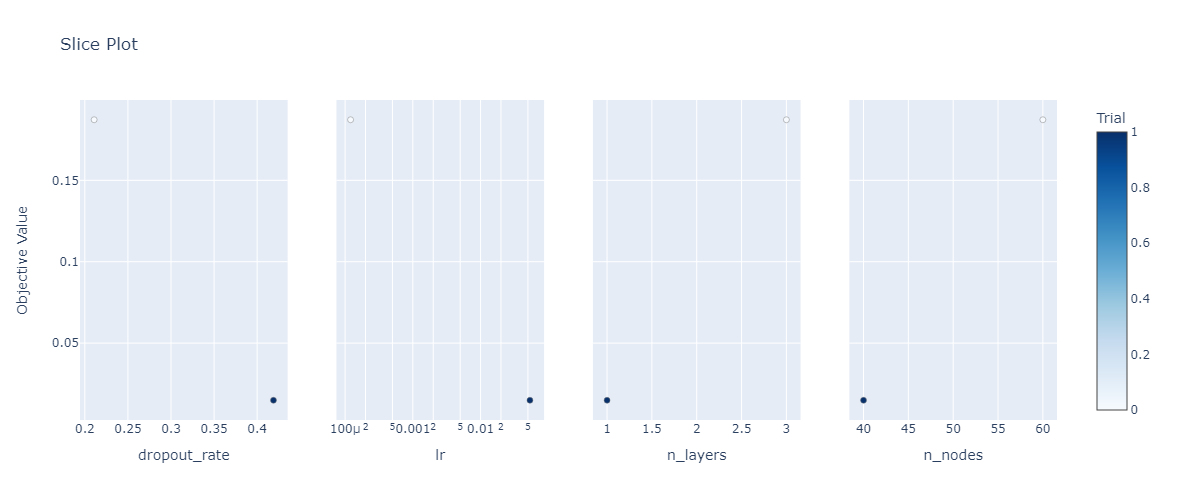 Slice Plot
Objective Value
0.15
0.1
0.05
0.2 0.25 0.3 0.35 0.4
dropout_rate
100μ 2 5 0.001 2 5 0.01 2 5
lr
1 1.5 2 2.5 3
n_layers
40 45 50 55 60
n_nodes
Trial
1
0.8
0.6
0.4
0.2
0